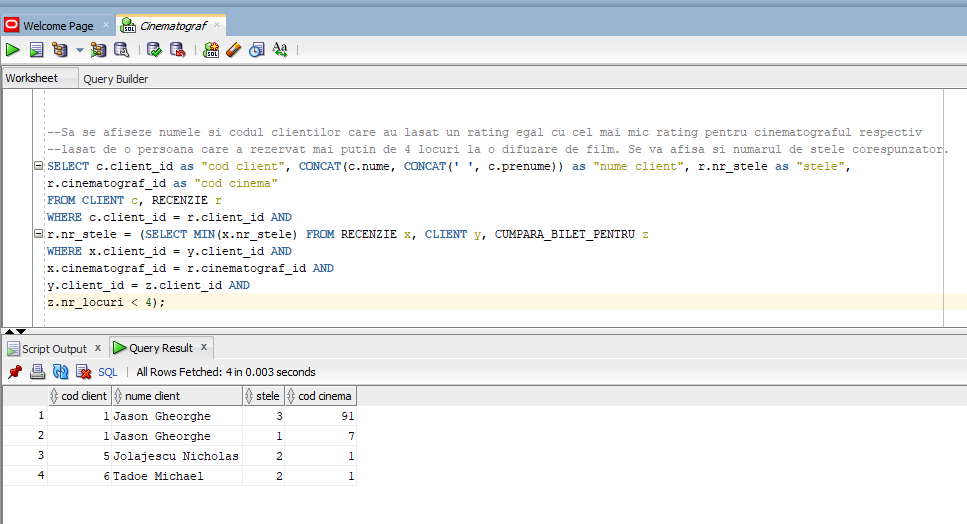 Welcome Page × Cinematograf ×
SQL SQL Aa
Worksheet Query Builder
--Sa se afiseze numele si codul clientilor care au lasat un rating egal cu cel mai mic rating pentru cinematograful respectiv
--lasat de o persoana care a rezervat mai putin de 4 locuri la o difuzare de film. Se va afisa si numarul de stele corespunzator.
SELECT c.client_id as "cod client", CONCAT(c.nume, CONCAT(' ', c.prenume)) as "nume client", r.nr_stele as "stele",
r.cinematograf_id as "cod cinema"
FROM CLIENT c, RECENZIE r
WHERE c.client_id = r.client_id AND
r.nr_stele = (SELECT MIN(x.nr_stele) FROM RECENZIE x, CLIENT y, CUMPARA_BILET_PENTRU z
WHERE x.client_id = y.client_id AND
x.cinematograf_id = r.cinematograf_id AND
y.client_id = z.client_id AND
z.nr_locuri < 4);
Script Output x Query Result x
SQL | All Rows Fetched: 4 in 0.003 seconds
cod client nume client stele cod cinema
1 1 Jason Gheorghe 3 91
2 1 Jason Gheorghe 1 7
3 5 Jolajescu Nicholas 2 1
4 6 Tadoe Michael 2 1